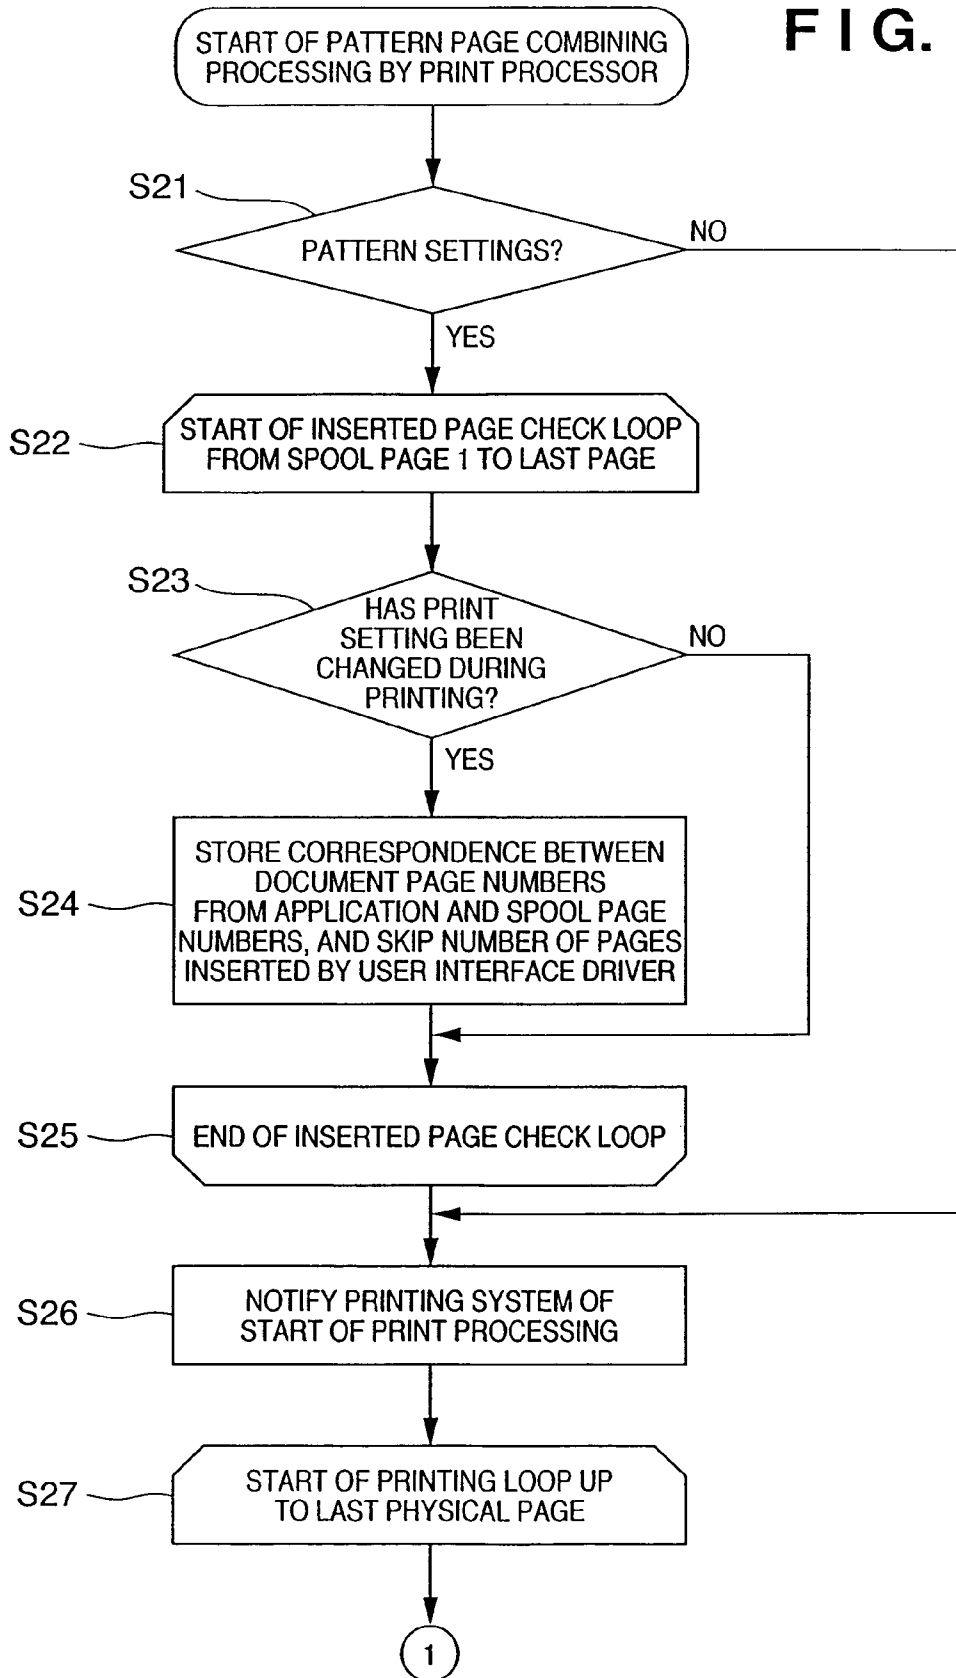 FIG.
START OF PATTERN PAGE COMBINING
PROCESSING BY PRINT PROCESSOR
S21
PATTERN SETTINGS?
NO
YES
S22
START OF INSERTED PAGE CHECK LOOP
FROM SPOOL PAGE 1 TO LAST PAGE
S23
HAS PRINT
SETTING BEEN
CHANGED DURING
PRINTING?
NO
YES
S24
STORE CORRESPONDENCE BETWEEN
DOCUMENT PAGE NUMBERS
FROM APPLICATION AND SPOOL PAGE
NUMBERS, AND SKIP NUMBER OF PAGES
INSERTED BY USER INTERFACE DRIVER
S25
END OF INSERTED PAGE CHECK LOOP
S26
NOTIFY PRINTING SYSTEM OF
START OF PRINT PROCESSING
S27
START OF PRINTING LOOP UP
TO LAST PHYSICAL PAGE
1